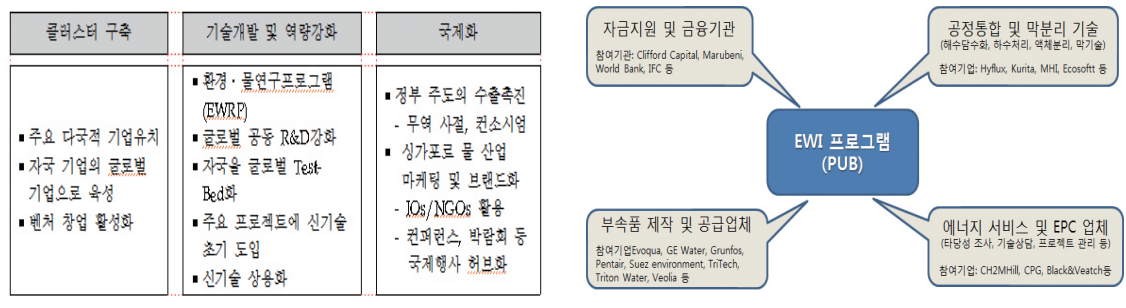 클러스터 구축
■ 주요 다국적 기업유치
■ 자국 기업의 글로벌
기업으로 육성
■ 벤처 창업 활성화
기술개발 및 역량강화
■ 환경·물연구프로그램
(EWRP)
■ 글로벌 공동 R&D강화
■ 자국을 글로벌 Test-
Bed화
■ 주요 프로젝트에 신기술
초기 도입
■ 신기술 상용화
국제화
■ 정부 주도의 수출촉진
- 무역 사절, 컨소시엄
■ 싱가포르 물 산업
마케팅 및 브랜드화
- IOs/NGOs 활용
- 컨퍼런스, 박람회 등
국제행사 허브화
자금지원 및 금융기관
참여기관: Clifford Capital, Marubeni,
World Bank, IFC 등
공정통합 및 막분리 기술
(해수담수화, 하수처리, 액체분리, 막기술)
참여기업: Hyflux, Kurita, MHI, Ecosoftt 등
EWI 프로그램
(PUB)
부속품 제작 및 공급업체
참여기업Evoqua, GE Water, Grunfos,
Pentair, Suez environment, TriTech,
Triton Water, Veolia 등
에너지 서비스 및 EPC 업체
(타당성 조사, 기술상담, 프로젝트 관리 등)
참여기업: CH2MHill, CPG, Black&Veatch등